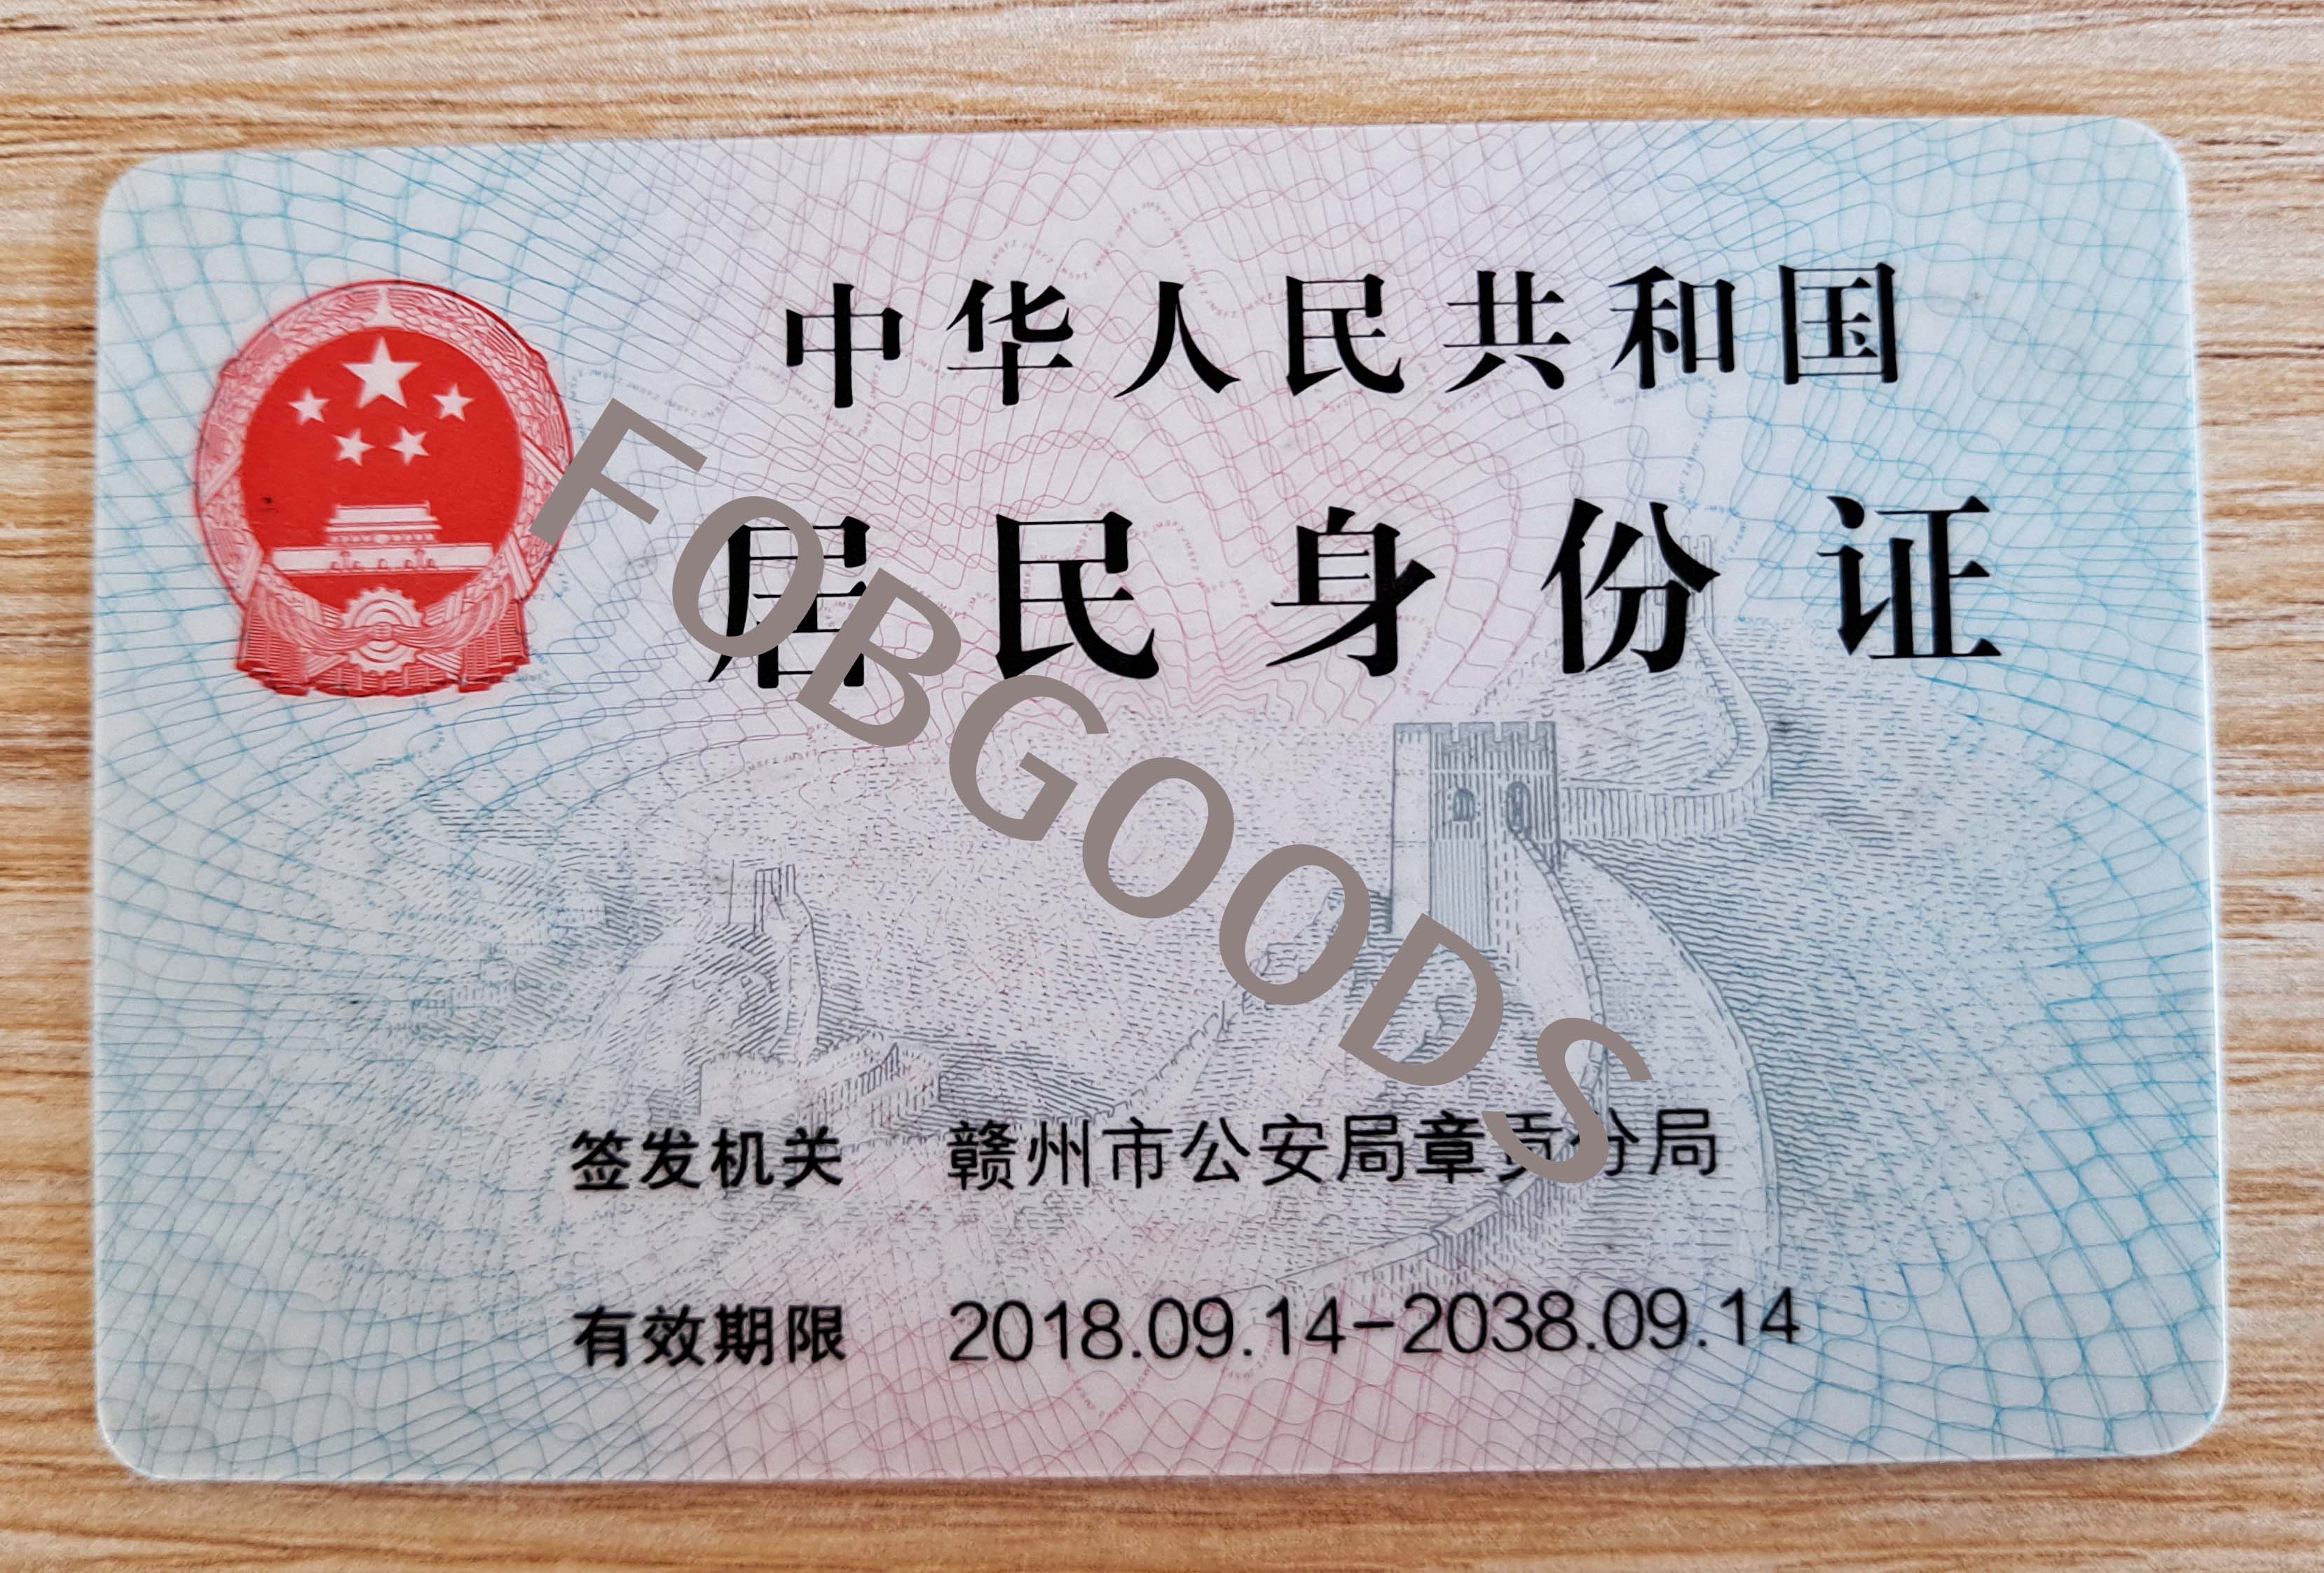 中华人民共和国
居民身份证
FOBGOODS
签发机关 赣州市公安局章贡分局
有效期限 2018.09.14-2038.09.14